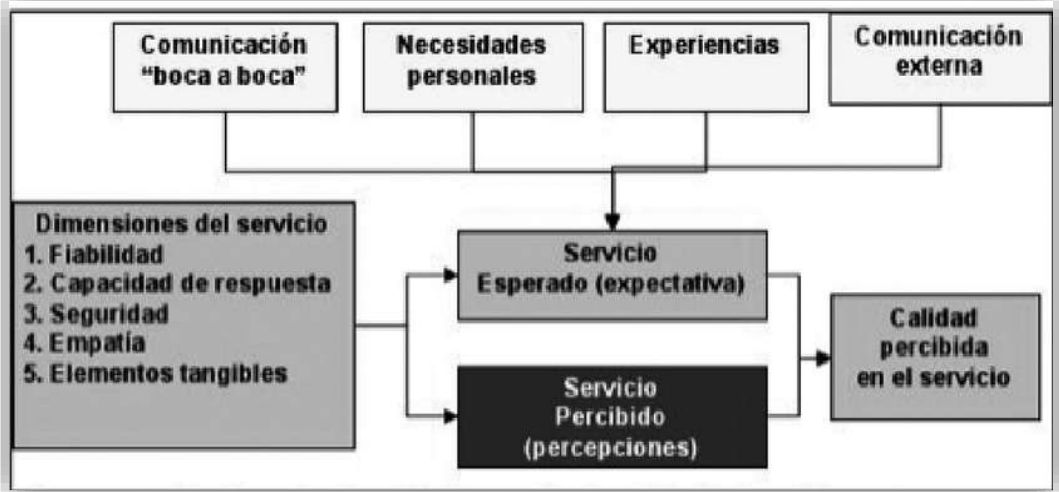 Comunicación
“boca a boca”
Necesidades
personales
Experiencias
Comunicación
externa
Dimensiones del servicio
1. Fiabilidad
2. Capacidad de respuesta
3. Seguridad
4. Empatía
5. Elementos tangibles
Servicio
Esperado (expectativa)
Servicio
Percibido
(percepciones)
Calidad
percibida
en el servicio